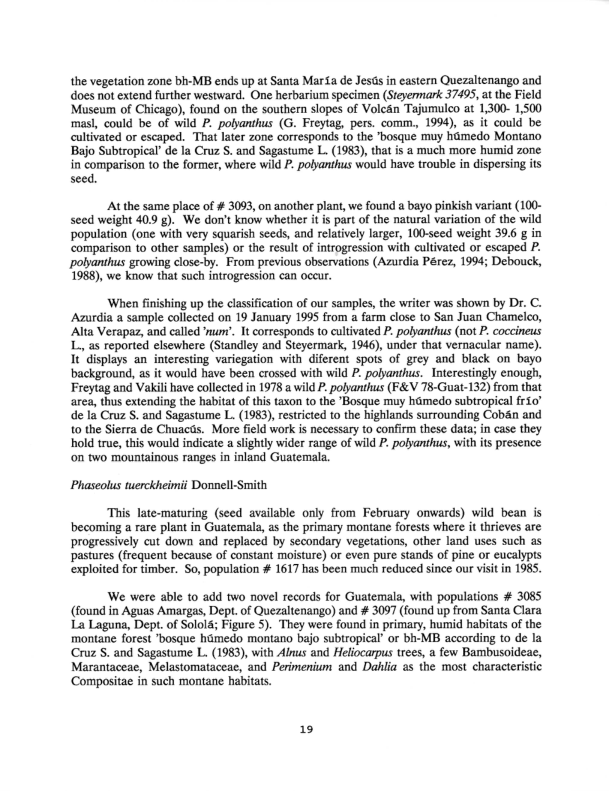 the vegetation zone bh-MB ends up at Santa María de Jesús in eastern Quezaltenango and
does not extend further westward. One herbarium specimen (Steyermark 37495, at the Field
Museum of Chicago), found on the southern slopes of Volcán Tajumulco at 1,300- 1,500
masl, could be of wild P. polyanthus (G. Freytag, pers. comm., 1994), as it could be
cultivated or escaped. That later zone corresponds to the 'bosque muy húmedo Montano
Bajo Subtropical' de la Cruz S. and Sagastume L. (1983), that is a much more humid zone
in comparison to the former, where wild P. polyanthus would have trouble in dispersing its
seed.
At the same place of # 3093, on another plant, we found a bayo pinkish variant (100-
seed weight 40.9 g). We don't know whether it is part of the natural variation of the wild
population (one with very squarish seeds, and relatively larger, 100-seed weight 39.6 g in
comparison to other samples) or the result of introgression with cultivated or escaped P.
polyanthus growing close-by. From previous observations (Azurdia Pérez, 1994; Debouck,
1988), we know that such introgression can occur.
When finishing up the classification of our samples, the writer was shown by Dr. C.
Azurdia a sample collected on 19 January 1995 from a farm close to San Juan Chamelco,
Alta Verapaz, and called 'num'. It corresponds to cultivated P. polyanthus (not P. coccineus
L., as reported elsewhere (Standley and Steyermark, 1946), under that vernacular name).
It displays an interesting variegation with diferent spots of grey and black on bayo
background, as it would have been crossed with wild P. polyanthus. Interestingly enough,
Freytag and Vakili have collected in 1978 a wild P. polyanthus (F&V 78-Guat-132) from that
area, thus extending the habitat of this taxon to the 'Bosque muy húmedo subtropical frío'
de la Cruz S. and Sagastume L. (1983), restricted to the highlands surrounding Cobán and
to the Sierra de Chuacús. More field work is necessary to confirm these data; in case they
hold true, this would indicate a slightly wider range of wild P. polyanthus, with its presence
on two mountainous ranges in inland Guatemala.
Phaseolus tuerckheimii Donnell-Smith
This late-maturing (seed available only from February onwards) wild bean is
becoming a rare plant in Guatemala, as the primary montane forests where it thrieves are
progressively cut down and replaced by secondary vegetations, other land uses such as
pastures (frequent because of constant moisture) or even pure stands of pine or eucalypts
exploited for timber. So, population # 1617 has been much reduced since our visit in 1985.
We were able to add two novel records for Guatemala, with populations # 3085
(found in Aguas Amargas, Dept. of Quezaltenango) and # 3097 (found up from Santa Clara
La Laguna, Dept. of Sololá; Figure 5). They were found in primary, humid habitats of the
montane forest 'bosque húmedo montano bajo subtropical' or bh-MB according to de la
Cruz S. and Sagastume L. (1983), with Alnus and Heliocarpus trees, a few Bambusoideae,
Marantaceae, Melastomataceae, and Perimenium and Dahlia as the most characteristic
Compositae in such montane habitats.
19